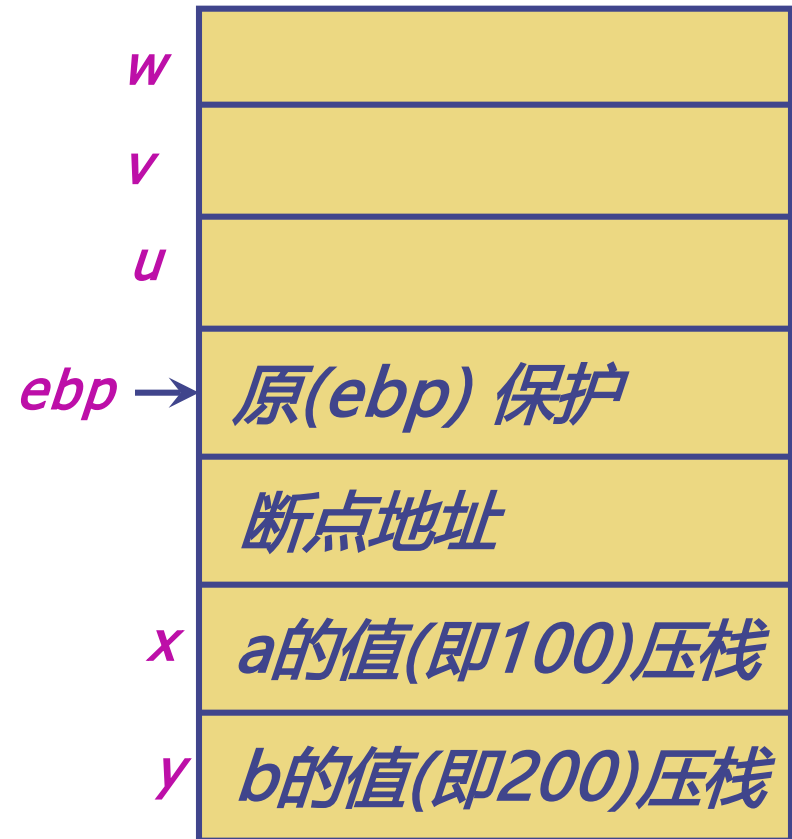 w
v
u
ebp 原(ebp) 保护
断点地址
x a的值(即100)压栈
y b的值(即200)压栈